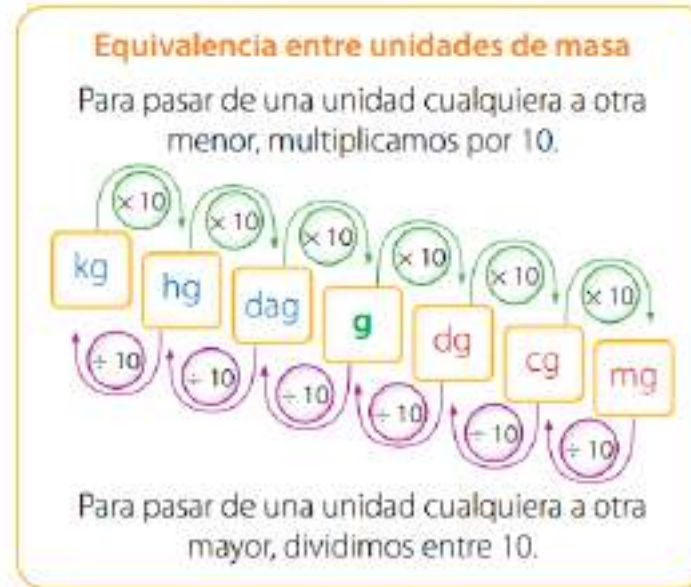 Equivalencia entre unidades de masa
Para pasar de una unidad cualquiera a otra
menor, multiplicamos por 10.
× 10 × 10 × 10 × 10 × 10 × 10
kg hg dag g dg cg mg
÷ 10 ÷ 10 ÷ 10 ÷ 10 ÷ 10 ÷ 10
Para pasar de una unidad cualquiera a otra
mayor, dividimos entre 10.